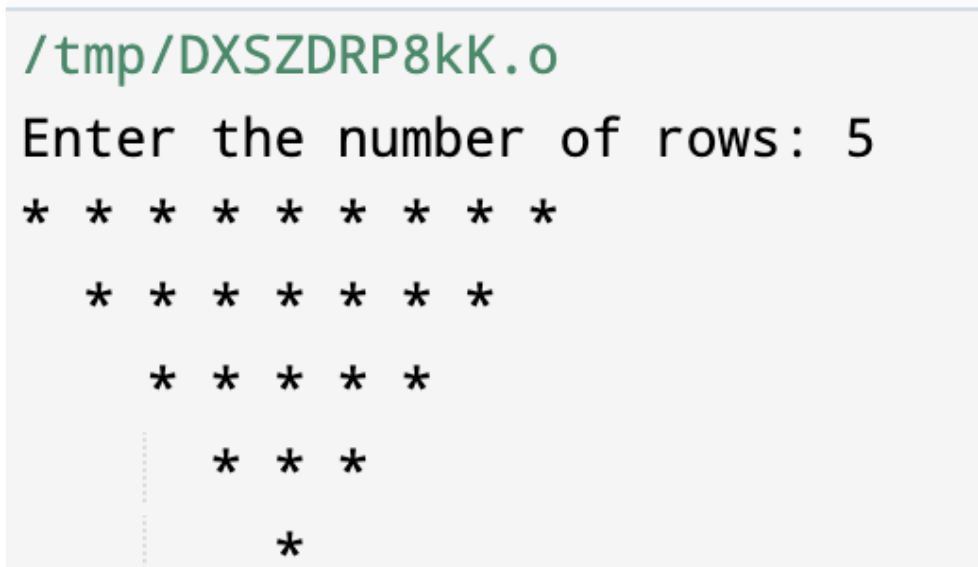 /tmp/DXSZDRP8kK.o
Enter the number of rows: 5
* * * * * * * * *
  * * * * * * *
    * * * * *
      * * *
        *